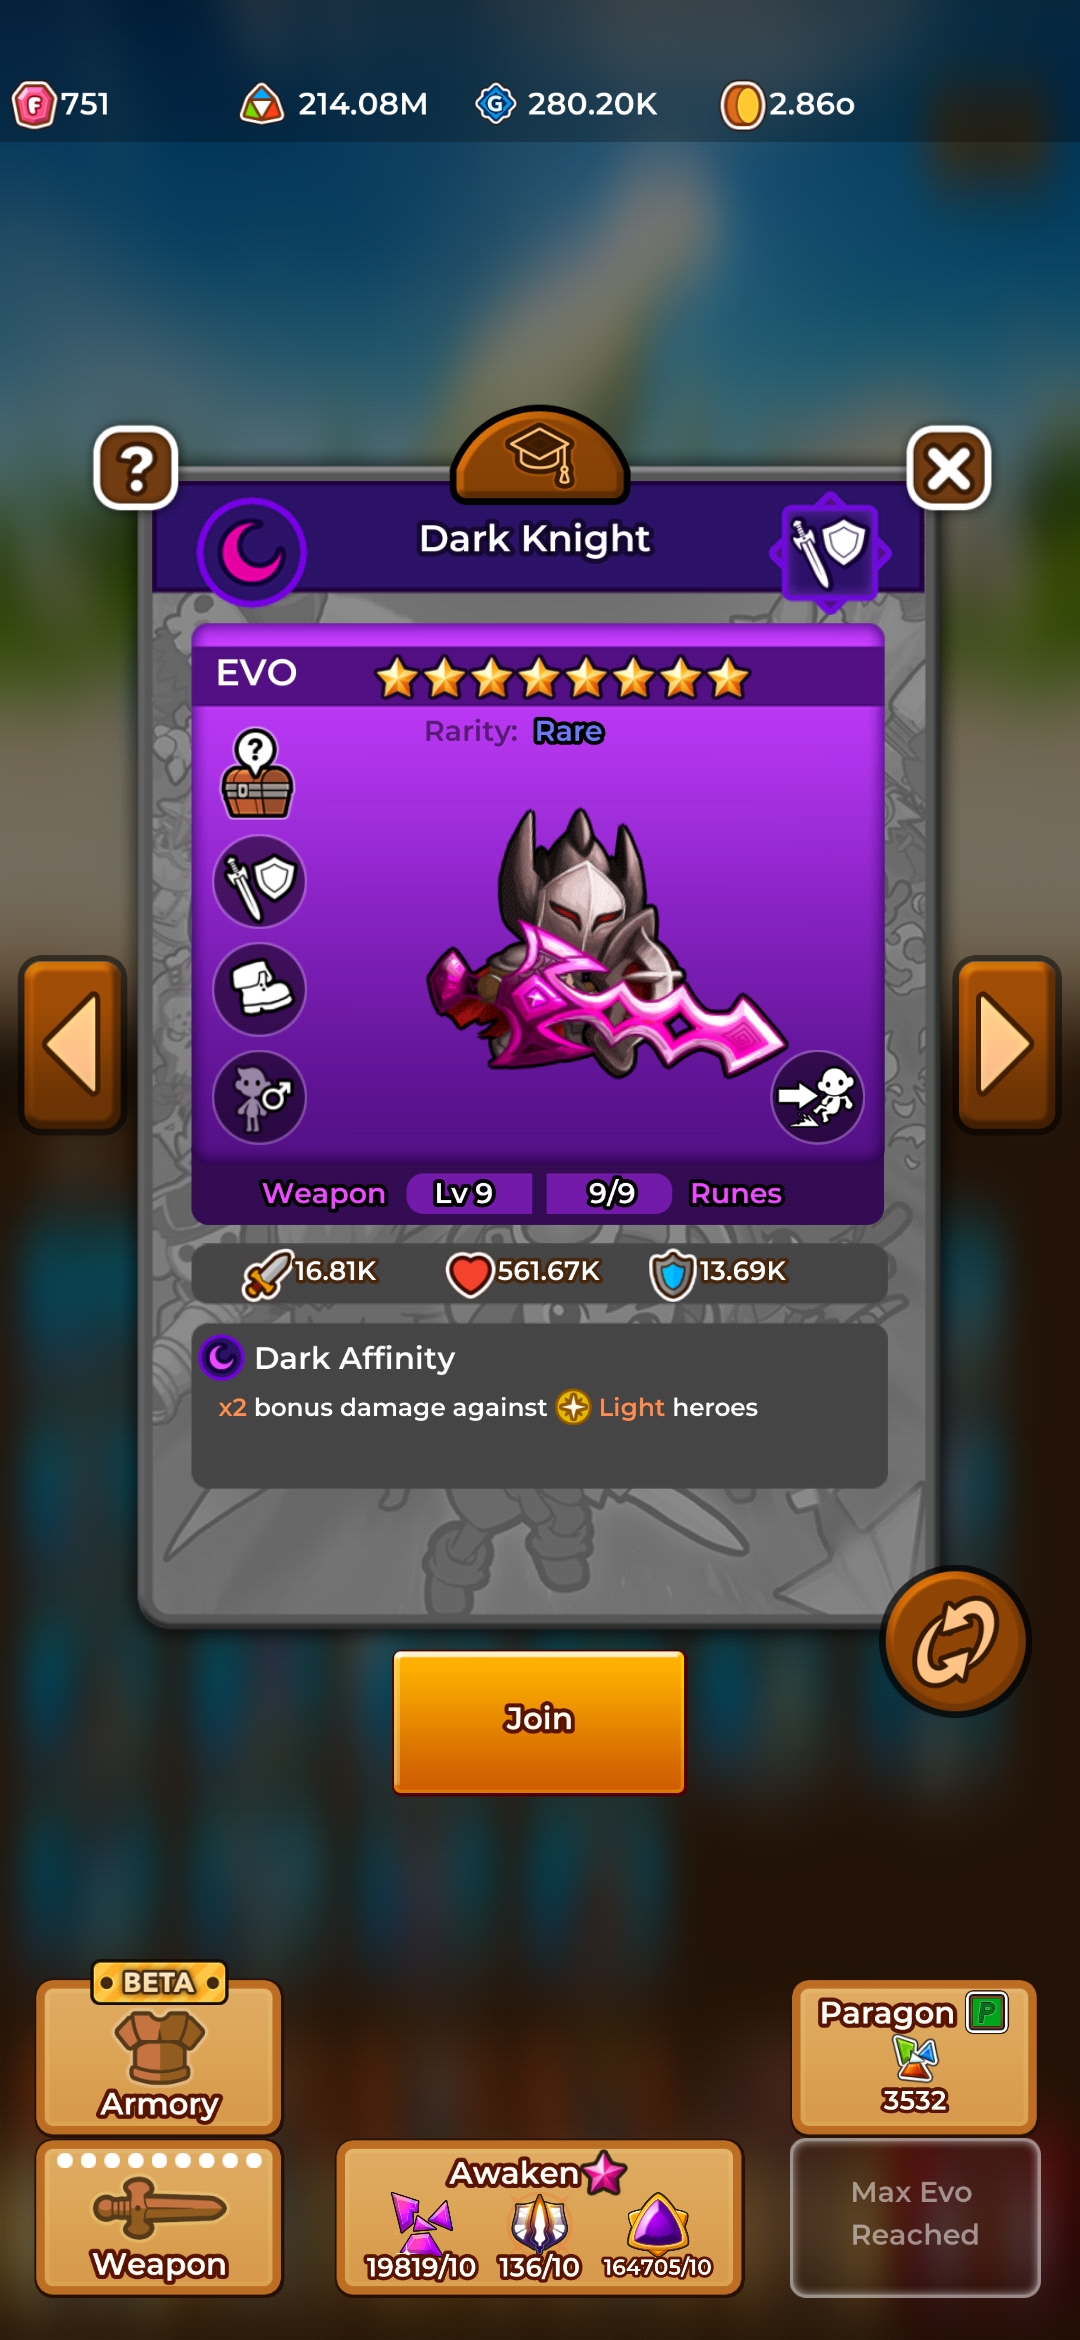 751
214.08M
280.20K
2.86o
?
Dark Knight
EVO
Rarity: Rare
?
Weapon Lv 9 9/9 Runes
16.81K 561.67K 13.69K
Dark Affinity
x2 bonus damage against Light heroes
Join
BETA
Armory
Paragon P
3532
Weapon
Awaken
19819/10 136/10 164705/10
Max Evo
Reached